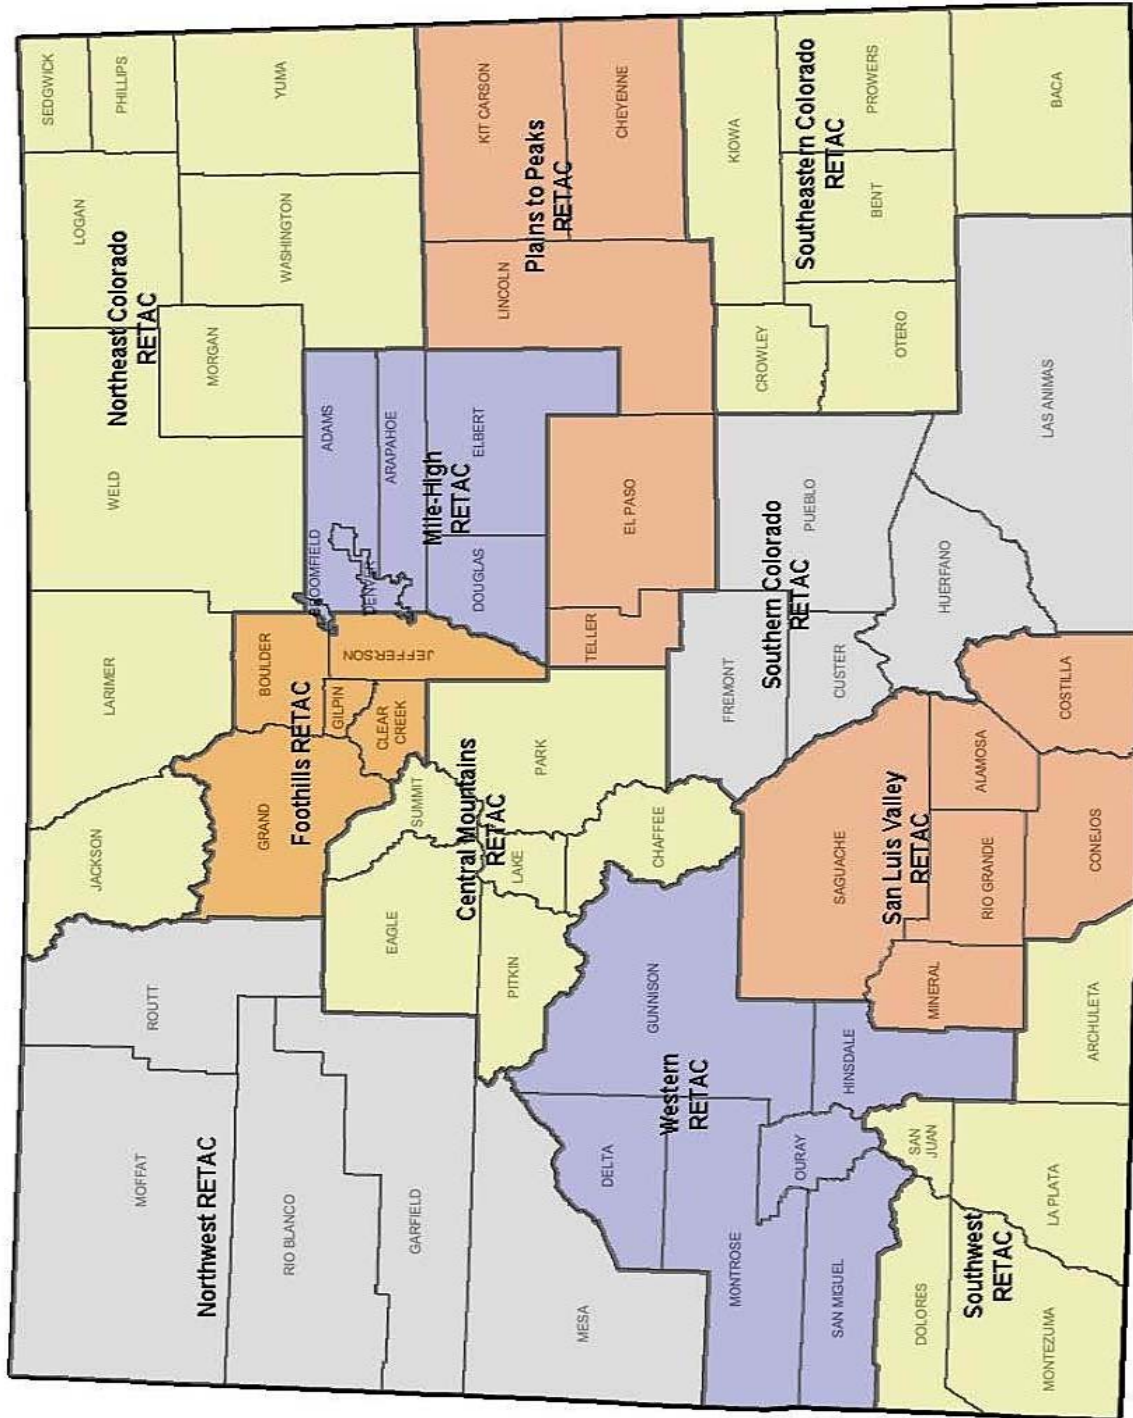 MOFFAT
ROUTT
JACKSON
LARIMER
WELD
LOGAN
SEDGWICK
PHILLIPS
Northwest RETAC
Northeast Colorado
RETAC
MORGAN
WASHINGTON
YUMA
RIO BLANCO
GRAND
BOULDER
BROOMFIELD
ADAMS
Foothills RETAC
GILPIN
CLEAR
CREEK
JEFFERSON
DENVER
ARAPAHOE
GARFIELD
EAGLE
SUMMIT
Mile-High
RETAC
Central Mountains
RETAC
PITKIN
LAKE
PARK
DOUGLAS
ELBERT
LINCOLN
KIT CARSON
Plains to Peaks
RETAC
CHEYENNE
MESA
DELTA
GUNNISON
CHAFFEE
TELLER
EL PASO
Western
RETAC
MONTROSE
OURAY
HINSDALE
SAGUACHE
FREMONT
CUSTER
PUEBLO
CROWLEY
KIOWA
Southern Colorado
RETAC
Southeastern Colorado
RETAC
OTERO
BENT
PROWERS
SAN MIGUEL
DOLORES
SAN
JUAN
MINERAL
San Luis Valley
RETAC
RIO GRANDE
ALAMOSA
HUERFANO
LAS ANIMAS
BACA
Southwest
RETAC
MONTEZUMA
LA PLATA
ARCHULETA
CONEJOS
COSTILLA